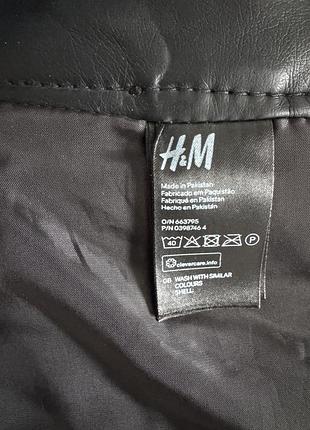 H&M
Made in Pakistan
Fabricado em Paquistão
Fabriqué en Pakistan
Hecho en Pakistán
O/N 663795
P/N 0398746 4
40
P
clevercare.info
GB WASH WITH SIMILAR
COLOURS
SHELL: